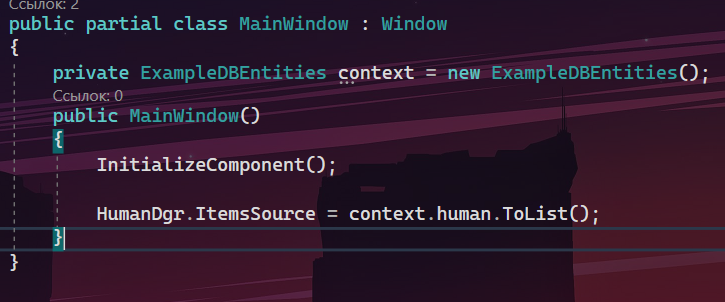 Ссылок: 2
public partial class MainWindow : Window
{
private ExampleDBEntities context = new ExampleDBEntities();
Ссылок: 0
public MainWindow()
{
InitializeComponent();
HumanDgr.ItemsSource = context.human.ToList();
}
}